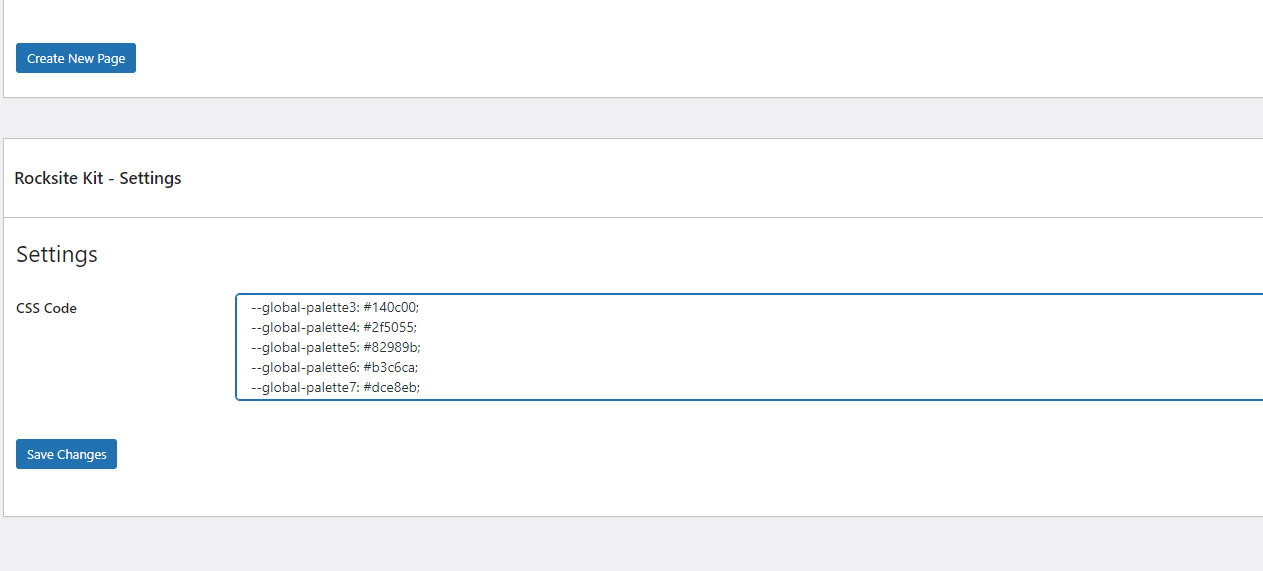 Create New Page
Rocksite Kit - Settings
Settings
CSS Code
--global-palette3: #140c00;
--global-palette4: #2f5055;
--global-palette5: #82989b;
--global-palette6: #b3c6ca;
--global-palette7: #dce8eb;
Save Changes